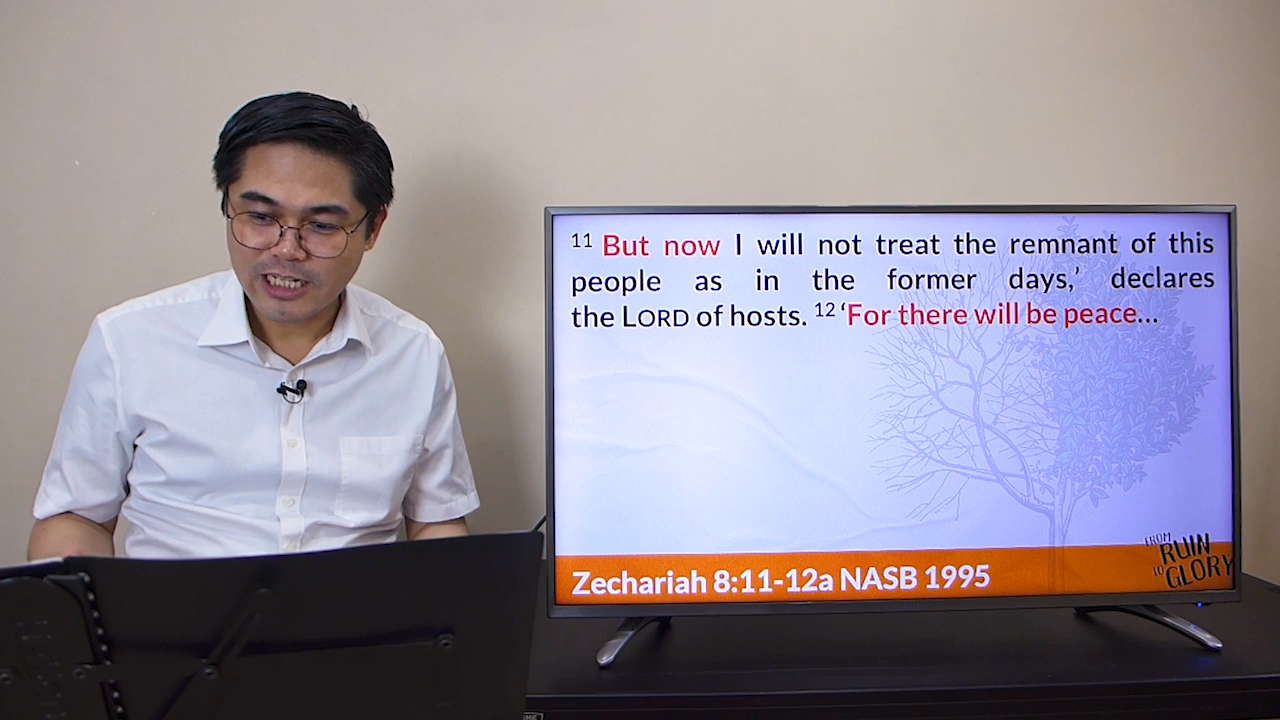 11 But now I will not treat the remnant of this
people as in the former days,’ declares
the LORD of hosts. 12 ‘For there will be peace…
Zechariah 8:11-12a NASB 1995
FROM
RUIN
TO
GLORY